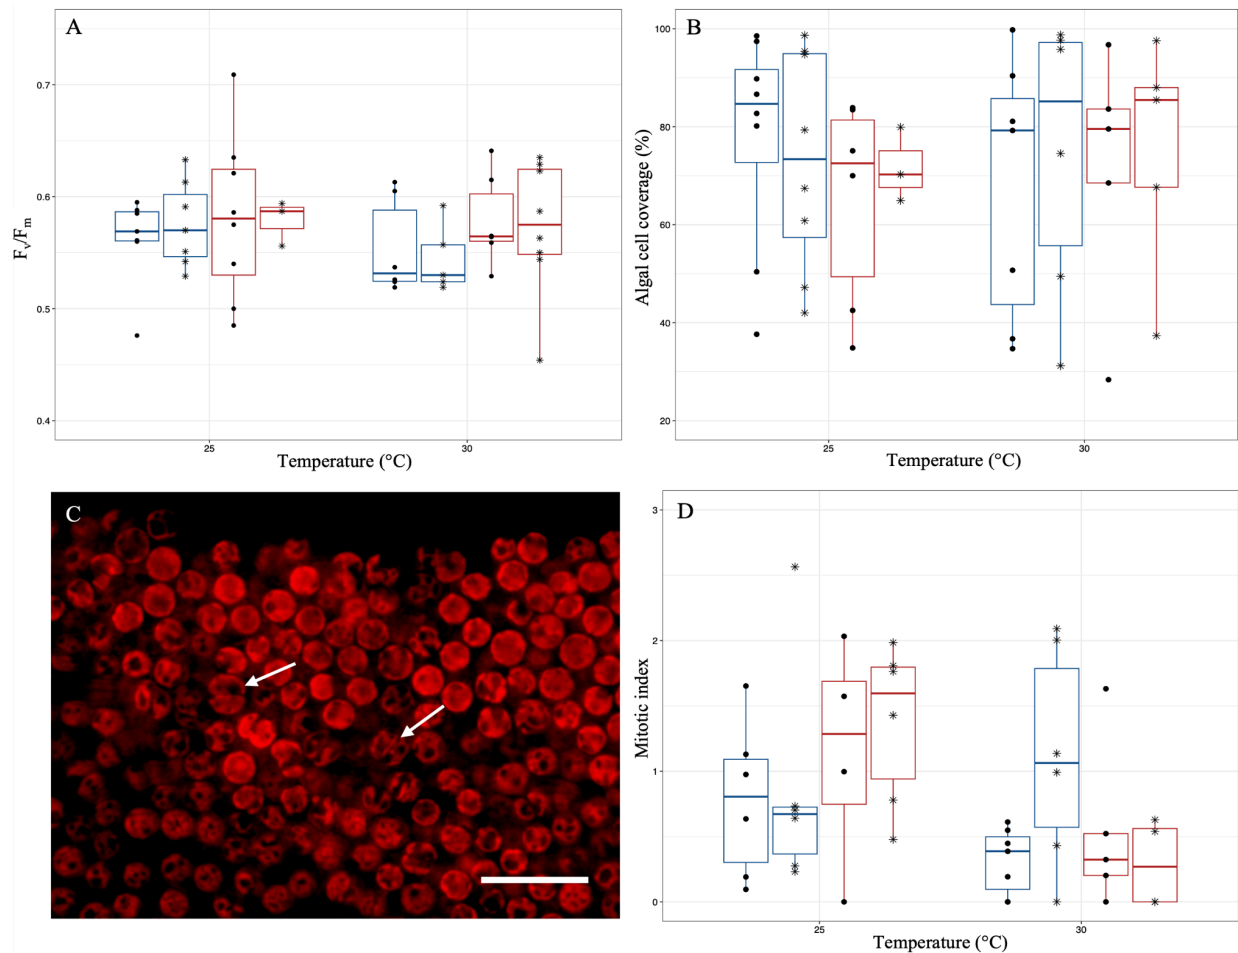 A
0.7
0.6
0.5
0.4
Fv/Fm
25
30
Temperature (°C)
B
100
80
60
40
20
Algal cell coverage (%)
25
30
Temperature (°C)
C
D
3
2
1
0
Mitotic index
25
30
Temperature (°C)